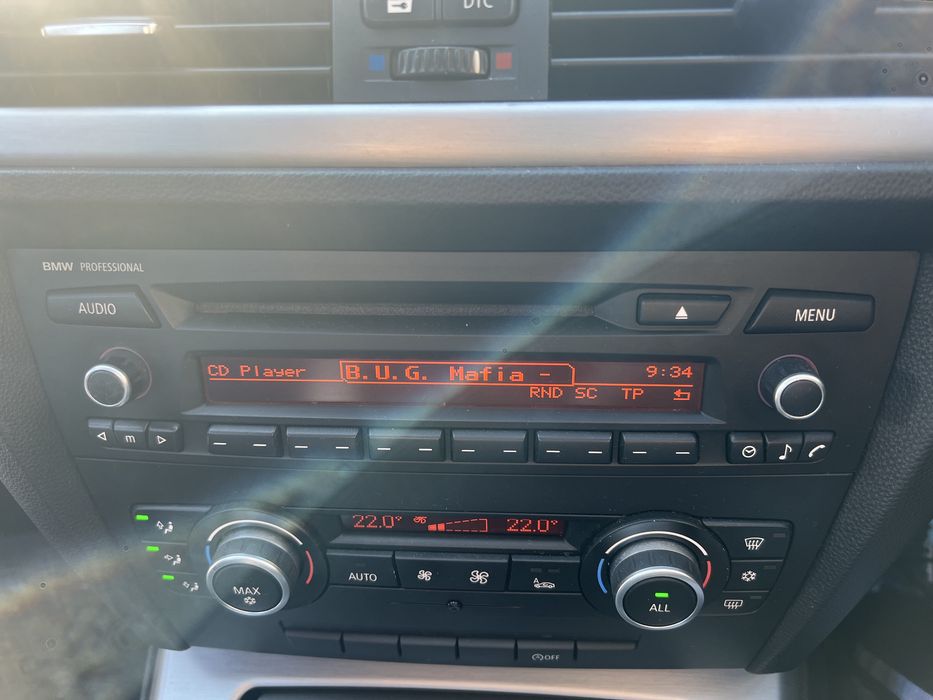 DTC
BMW PROFESSIONAL
AUDIO
MENU
CD Player B.U.G. Mafia - 9:34
RND SC TP
m
22.0° 22.0°
AUTO
A
MAX
ALL
OFF